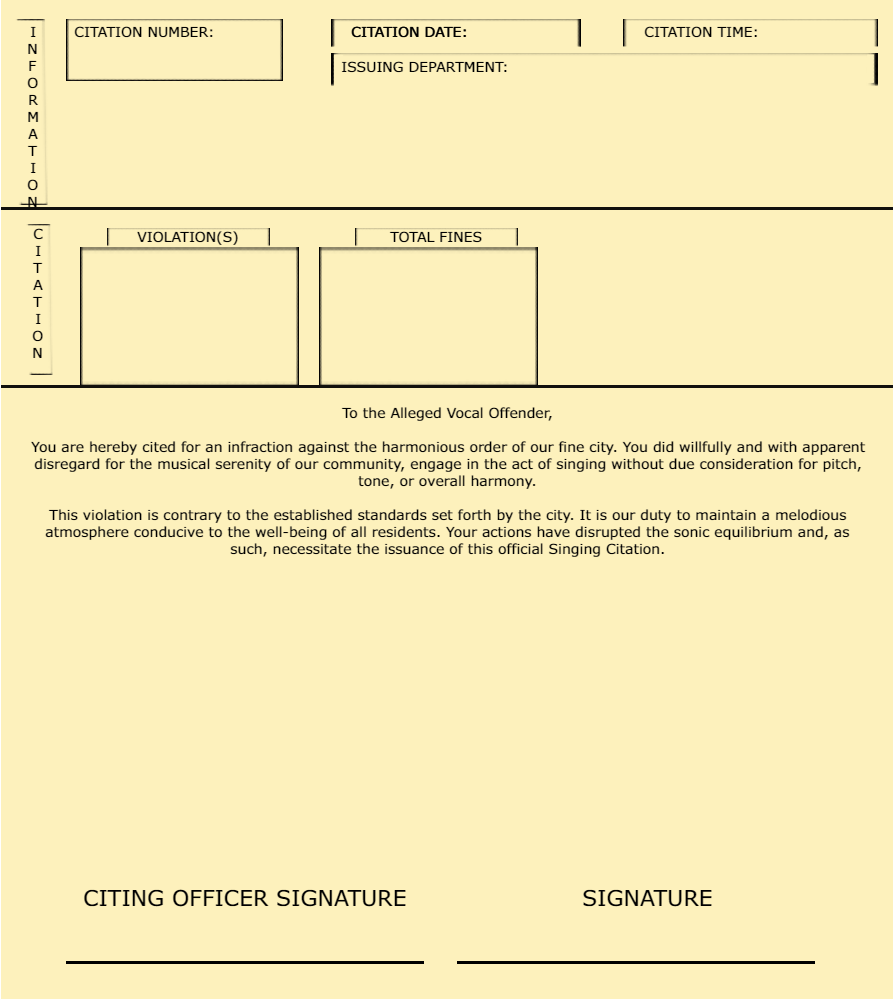 INFORMATION
CITATION NUMBER:
CITATION DATE:
CITATION TIME:
ISSUING DEPARTMENT:
CITATION
VIOLATION(S)
TOTAL FINES
To the Alleged Vocal Offender,
You are hereby cited for an infraction against the harmonious order of our fine city. You did willfully and with apparent
disregard for the musical serenity of our community, engage in the act of singing without due consideration for pitch,
tone, or overall harmony.
This violation is contrary to the established standards set forth by the city. It is our duty to maintain a melodious
atmosphere conducive to the well-being of all residents. Your actions have disrupted the sonic equilibrium and, as
such, necessitate the issuance of this official Singing Citation.
CITING OFFICER SIGNATURE
SIGNATURE